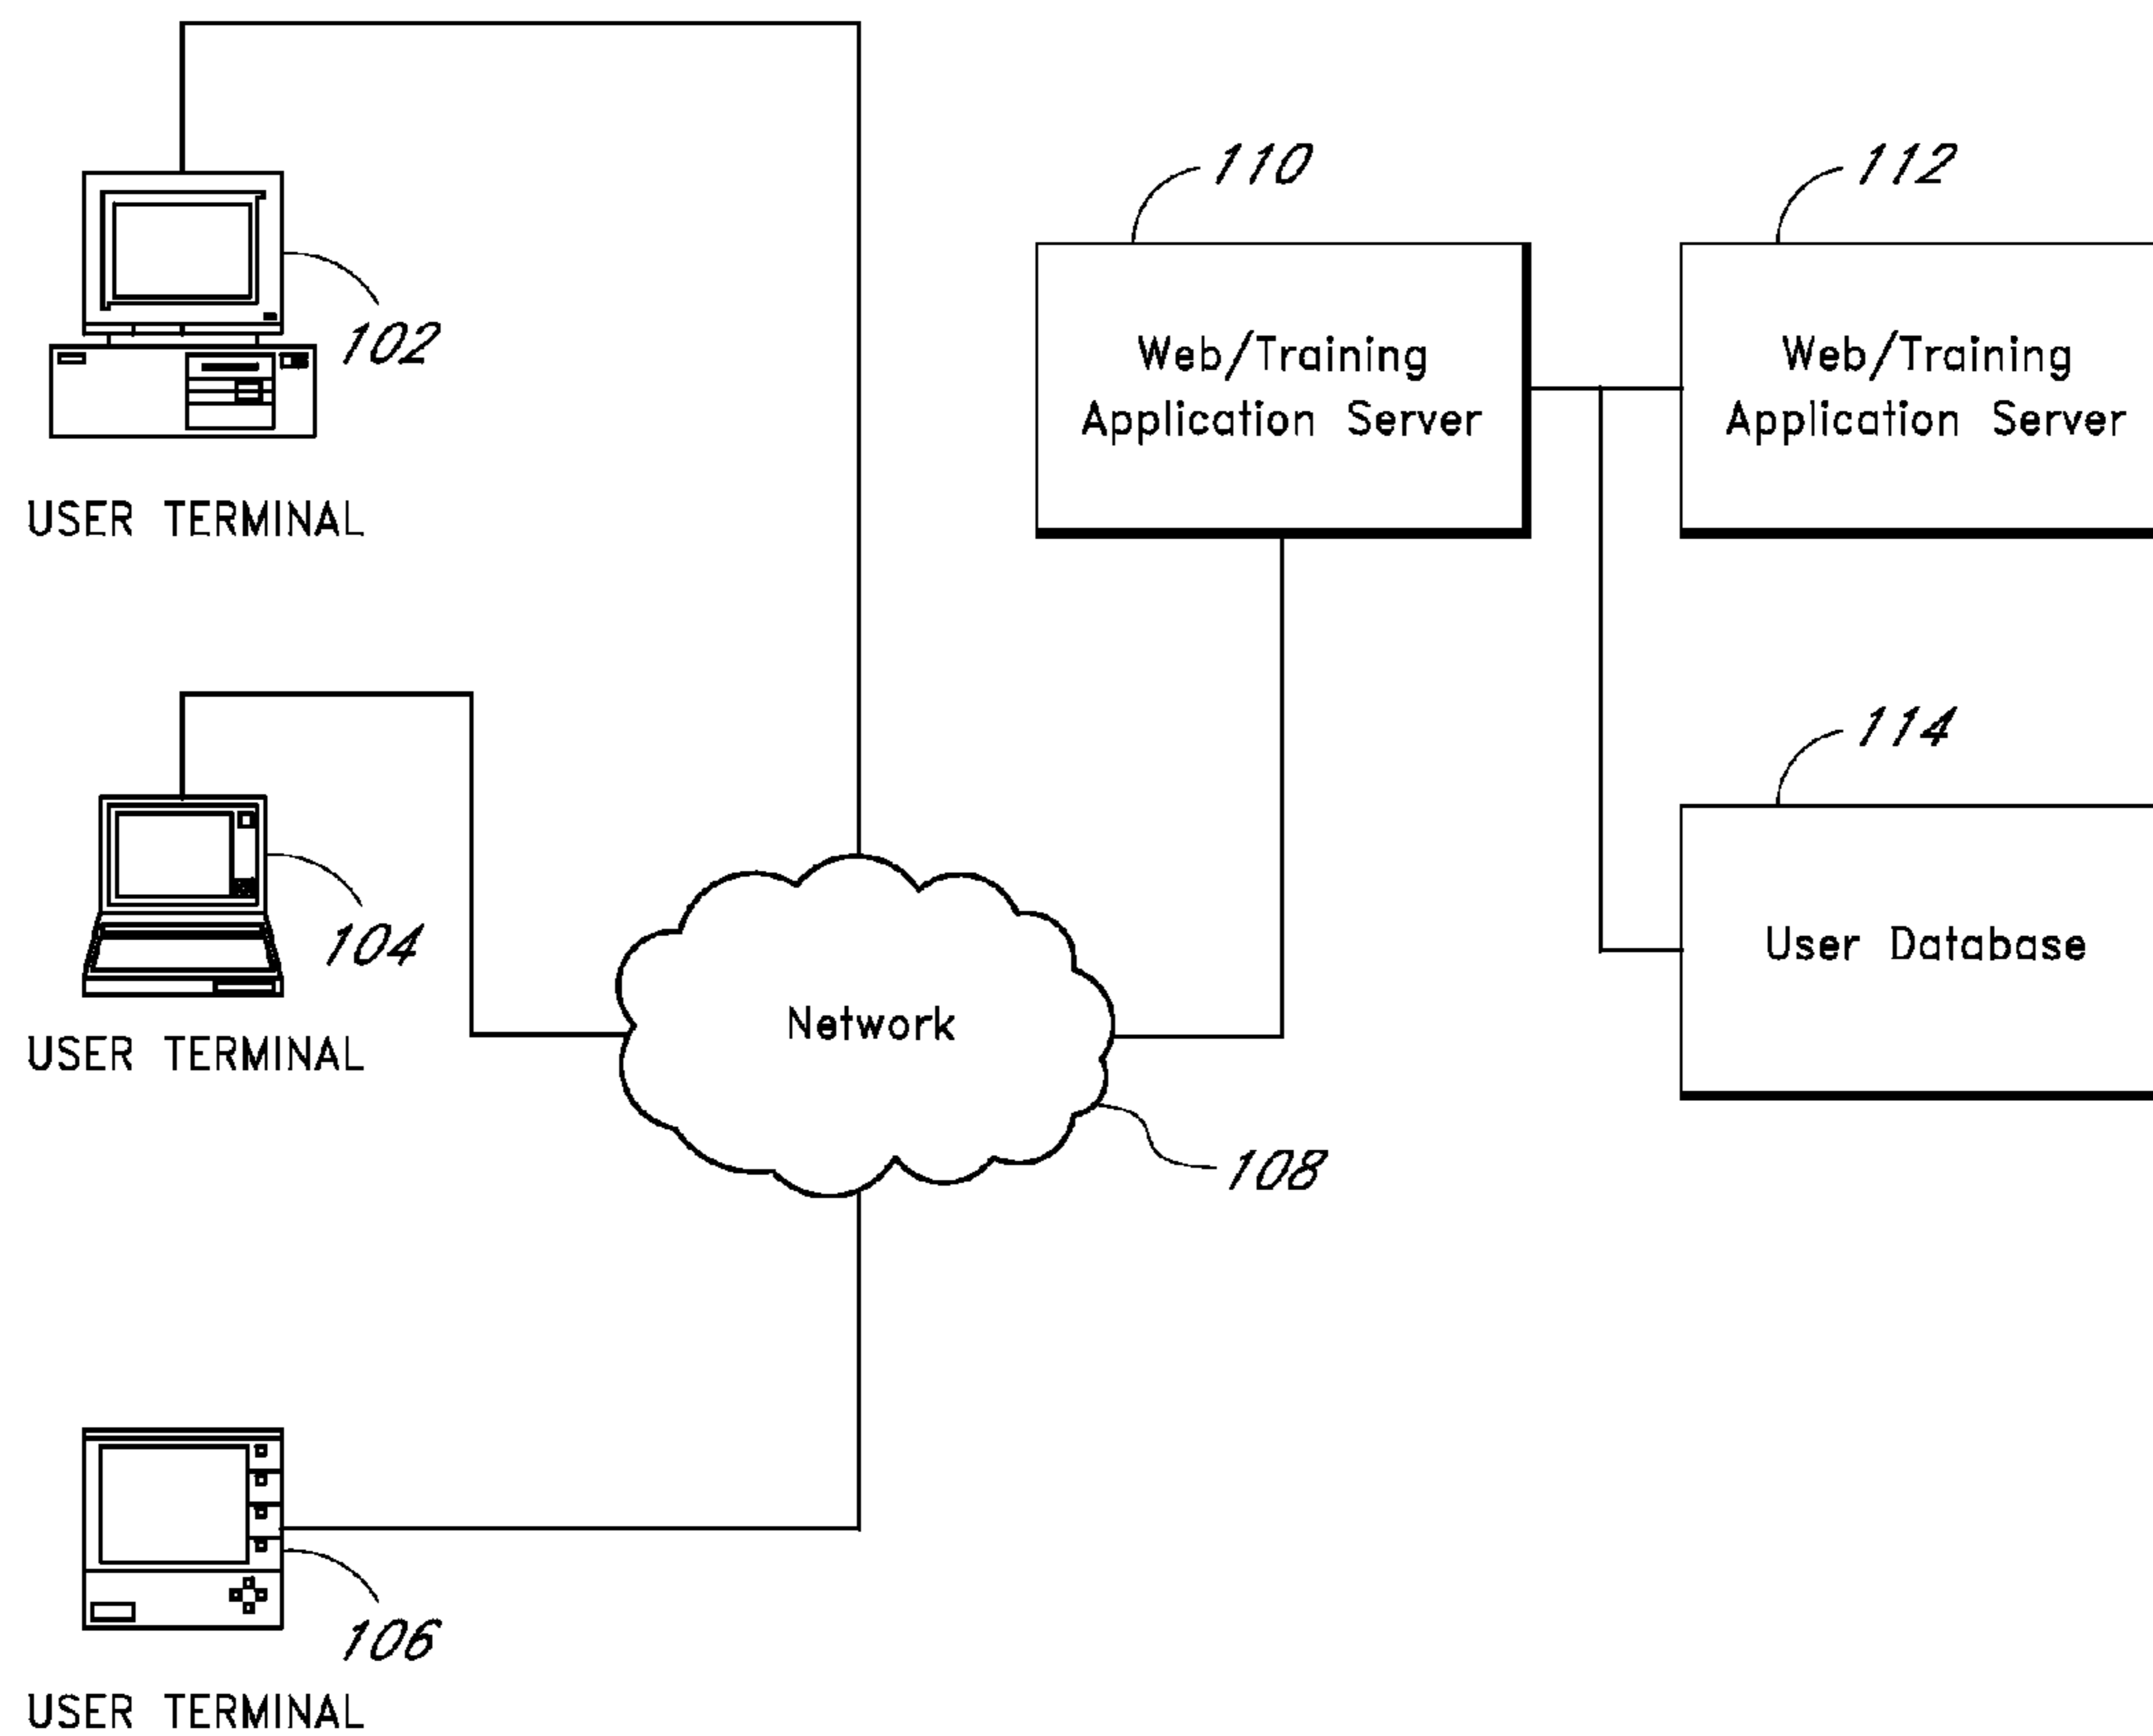 110
112
102
Web/Training
Application Server
Web/Training
Application Server
USER TERMINAL
114
104
User Database
Network
USER TERMINAL
108
106
USER TERMINAL